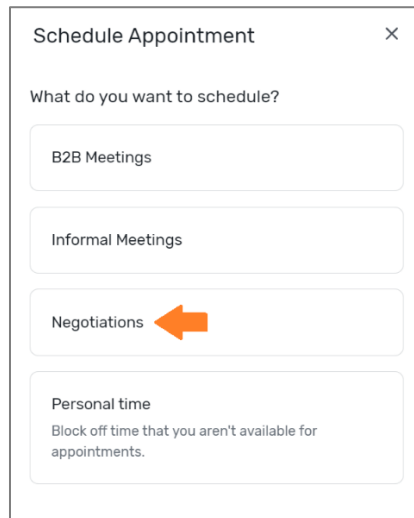 Schedule Appointment
What do you want to schedule?
B2B Meetings
Informal Meetings
Negotiations
Personal time
Block off time that you aren't available for
appointments.